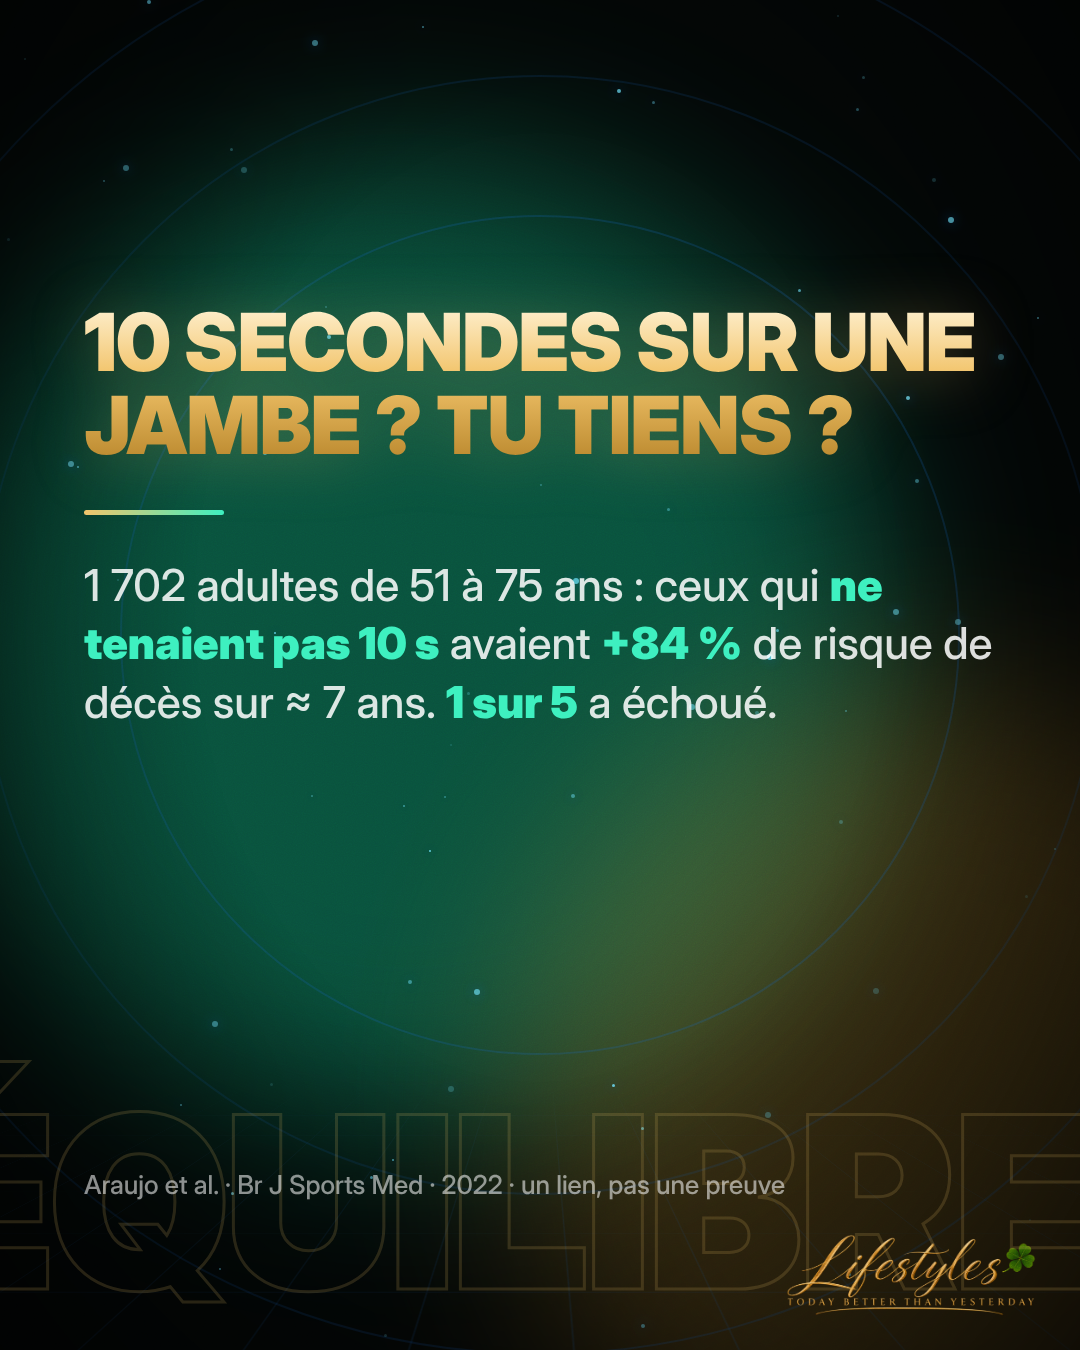 10 SECONDES SUR UNE
JAMBE ? TU TIENS ?
1 702 adultes de 51 à 75 ans : ceux qui ne
tenaient pas 10 s avaient +84 % de risque de
décès sur ≈ 7 ans. 1 sur 5 a échoué.
ÉQUILIBRE
Araujo et al. · Br J Sports Med · 2022 · un lien, pas une preuve
Lifestyles
TODAY BETTER THAN YESTERDAY